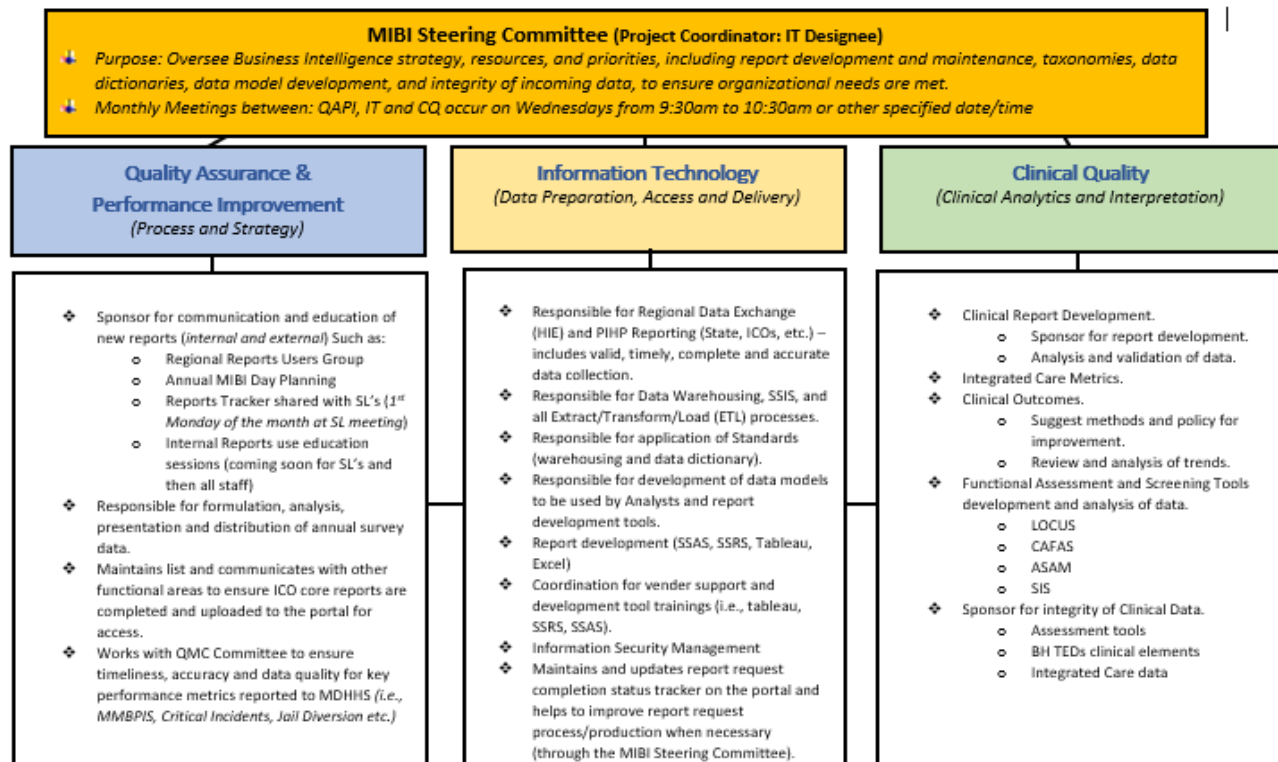 MIBI Steering Committee (Project Coordinator: IT Designee)
Purpose: Oversee Business Intelligence strategy, resources, and priorities, including report development and maintenance, taxonomies, data
dictionaries, data model development, and integrity of incoming data, to ensure organizational needs are met.
Monthly Meetings between: QAPI, IT and CQ occur on Wednesdays from 9:30am to 10:30am or other specified date/time
Quality Assurance &
Performance Improvement
(Process and Strategy)
❖ Sponsor for communication and education of
new reports (internal and external) Such as:
o Regional Reports Users Group
o Annual MIBI Day Planning
o Reports Tracker shared with SL's (1st
Monday of the month at SL meeting)
o Internal Reports use education
sessions (coming soon for SL's and
then all staff)
❖ Responsible for formulation, analysis,
presentation and distribution of annual survey
data.
❖ Maintains list and communicates with other
functional areas to ensure ICO core reports are
completed and uploaded to the portal for
access.
❖ Works with QMC Committee to ensure
timeliness, accuracy and data quality for key
performance metrics reported to MDHHS (i.e.,
MMBPIS, Critical Incidents, Jail Diversion etc.)
Information Technology
(Data Preparation, Access and Delivery)
❖ Responsible for Regional Data Exchange
(HIE) and PIHP Reporting (State, ICOs, etc.) –
includes valid, timely, complete and accurate
data collection.
❖ Responsible for Data Warehousing, SSIS, and
all Extract/Transform/Load (ETL) processes.
❖ Responsible for application of Standards
(warehousing and data dictionary).
❖ Responsible for development of data models
to be used by Analysts and report
development tools.
❖ Report development (SSAS, SSRS, Tableau,
Excel)
❖ Coordination for vender support and
development tool trainings (i.e., tableau,
SSRS, SSAS).
❖ Information Security Management
❖ Maintains and updates report request
completion status tracker on the portal and
helps to improve report request
process/production when necessary
(through the MIBI Steering Committee).
Clinical Quality
(Clinical Analytics and Interpretation)
❖ Clinical Report Development.
o Sponsor for report development.
o Analysis and validation of data.
❖ Integrated Care Metrics.
❖ Clinical Outcomes.
o Suggest methods and policy for
improvement.
o Review and analysis of trends.
❖ Functional Assessment and Screening Tools
development and analysis of data.
o LOCUS
o CAFAS
o ASAM
o SIS
❖ Sponsor for integrity of Clinical Data.
o Assessment tools
o BH TEDs clinical elements
o Integrated Care data